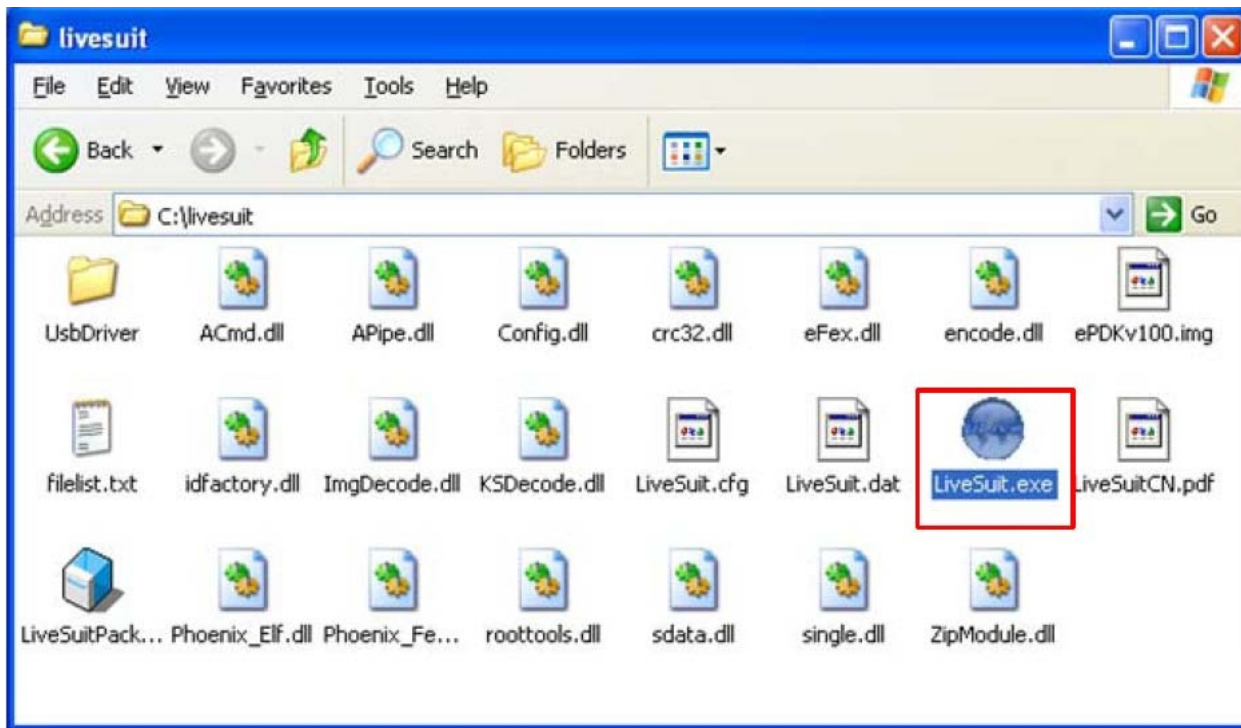 livesuit
File Edit View Favorites Tools Help
Back Search Folders
Address C:\livesuit Go
UsbDriver ACmd.dll APipe.dll Config.dll crc32.dll eFex.dll encode.dll ePDKv100.img
filelist.txt idfactory.dll ImgDecode.dll KSDecode.dll LiveSuit.cfg LiveSuit.dat LiveSuit.exe LiveSuitCN.pdf
LiveSuitPack... Phoenix_Elf.dll Phoenix_Fe... roottools.dll sdata.dll single.dll ZipModule.dll